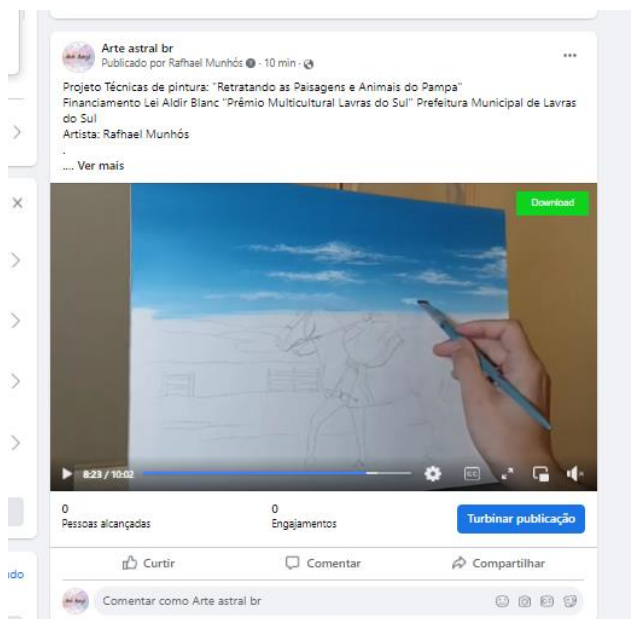 Arte astral br
Publicado por Rafhael Munhós · 10 min ·
Projeto Técnicas de pintura: "Retratando as Paisagens e Animais do Pampa"
Financiamento Lei Aldir Blanc "Prêmio Multicultural Lavras do Sul" Prefeitura Municipal de Lavras
do Sul
Artista: Rafhael Munhós
.
.... Ver mais
Download
8:23 / 10:02
0
Pessoas alcançadas
0
Engajamentos
Turbinar publicação
Curtir
Comentar
Compartilhar
Comentar como Arte astral br